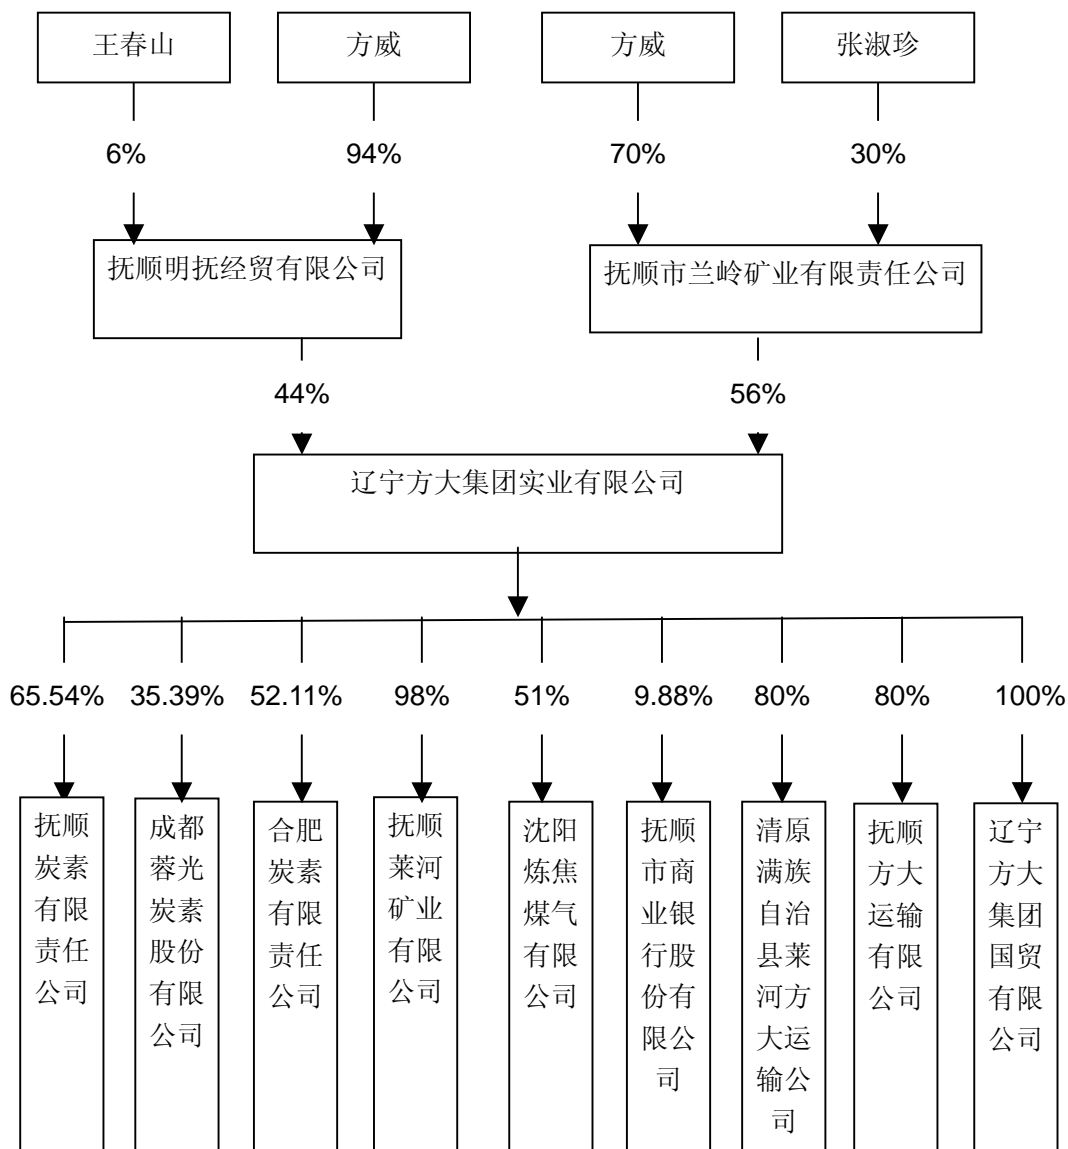 王春山
方威
方威
张淑珍
6%
94%
70%
30%
抚顺明抚经贸有限公司
抚顺市兰岭矿业有限责任公司
44%
56%
辽宁方大集团实业有限公司
65.54%
35.39%
52.11%
98%
51%
9.88%
80%
80%
100%
抚顺
炭素
有限
责任
公司
成都
蓉光
炭素
股份
有限
公司
合肥
炭素
有限
责任
公司
抚顺
莱河
矿业
有限
公司
沈阳
炼焦
煤气
有限
公司
抚顺
市商
业银
行股
份有
限公
司
清原
满族
自治
县莱
河方
大运
输公
司
抚顺
方大
运输
有限
公司
辽宁
方大
集团
国贸
有限
公司